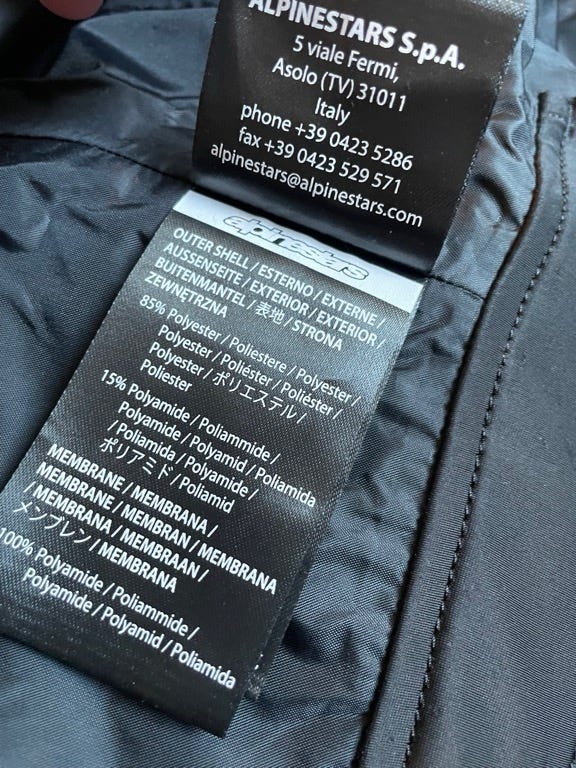 ALPINESTARS S.p.A.
5 viale Fermi,
Asolo (TV) 31011
Italy
phone +39 0423 5286
fax +39 0423 529 571
alpinestars@alpinestars.com
alpinestars
OUTER SHELL / ESTERNO / EXTERNE /
AUSSENSEITE / EXTERIOR / EXTERIOR /
BUITENMANTEL / 表地 / STRONA
ZEWNĘTRZNA
85% Polyester / Poliestere / Polyester /
Polyester / Poliéster / Poliéster /
Polyester / ポリエステル /
Poliester
15% Polyamide / Poliammide /
Polyamide / Polyamid / Poliamida
/ Poliamida / Polyamide /
ポリアミド / Poliamid
MEMBRANE / MEMBRANA /
MEMBRANE / MEMBRAN / MEMBRANA
/ MEMBRANA / MEMBRAAN /
メンブレン / MEMBRANA
100% Polyamide / Poliammide /
Polyamide / Polyamid / Poliamida